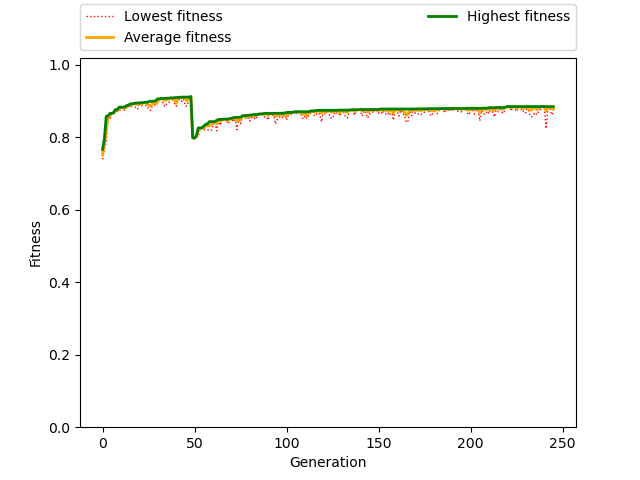 Lowest fitness
Average fitness
Highest fitness
1.0
0.8
0.6
0.4
0.2
0.0
Fitness
0 50 100 150 200 250
Generation